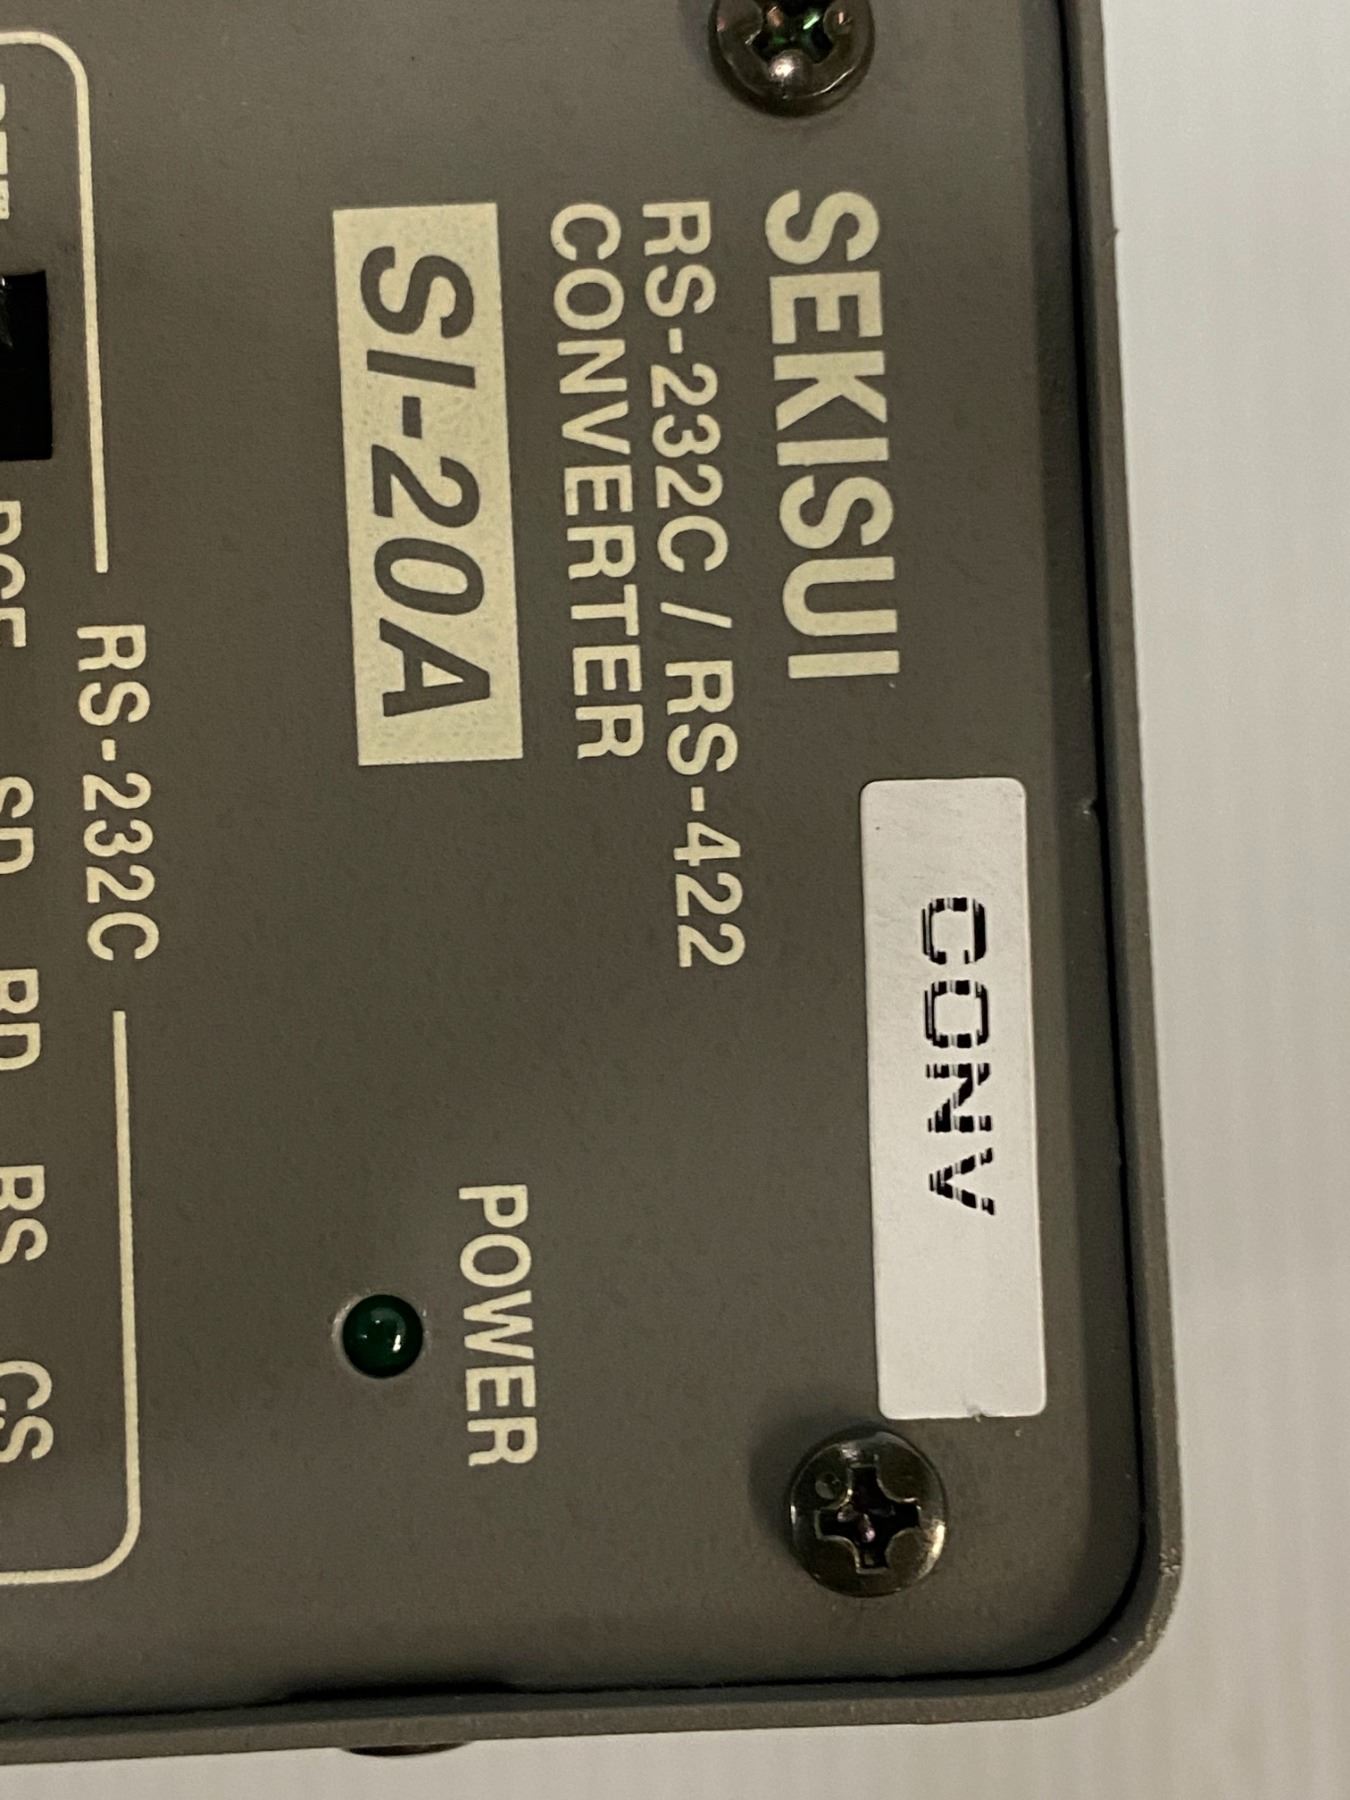 SEKISUI
RS-232C / RS-422
CONVERTER
SI-20A
CONV
POWER
RS-232C
SD RD RS CS